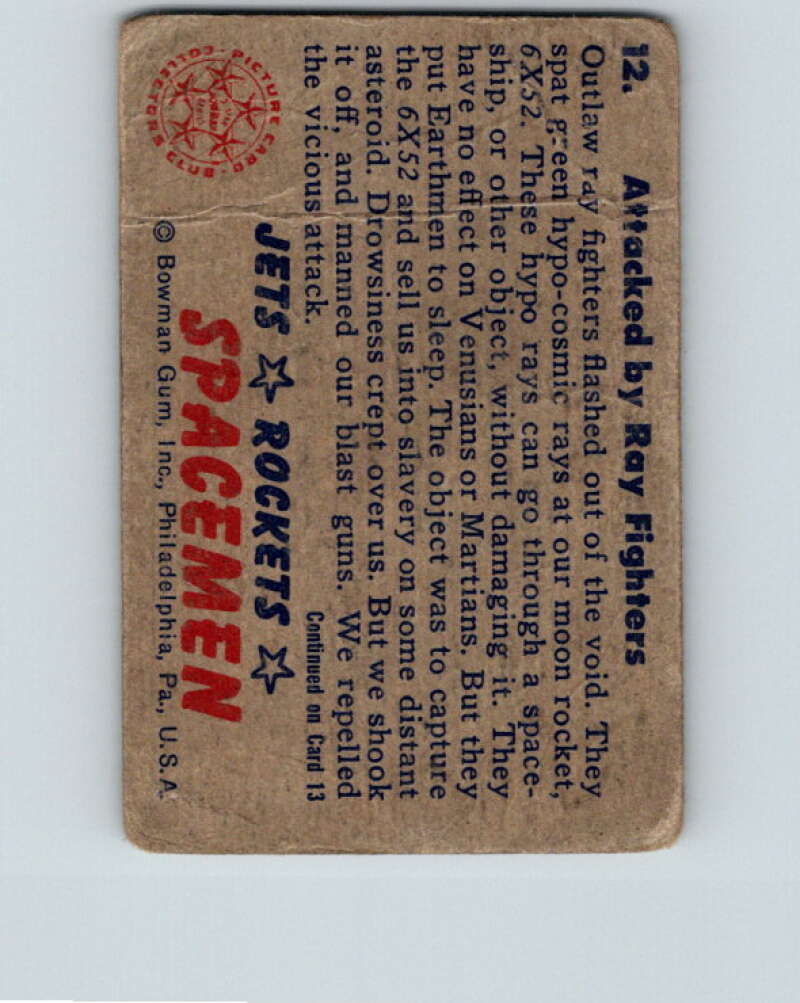 12. Attacked by Ray Fighters
Outlaw ray fighters flashed out of the void. They
spat green hypo-cosmic rays at our moon rocket,
6X52. These hypo rays can go through a space-
ship, or other object, without damaging it. They
have no effect on Venusians or Martians. But they
put Earthmen to sleep. The object was to capture
the 6X52 and sell us into slavery on some distant
asteroid. Drowsiness crept over us. But we shook
it off, and manned our blast guns. We repelled
the vicious attack.
Continued on Card 13
JETS ☆ ROCKETS ☆
SPACEMEN
© Bowman Gum, Inc., Philadelphia, Pa., U.S.A.
PICTURE CARD · COLLECTORS CLUB ·